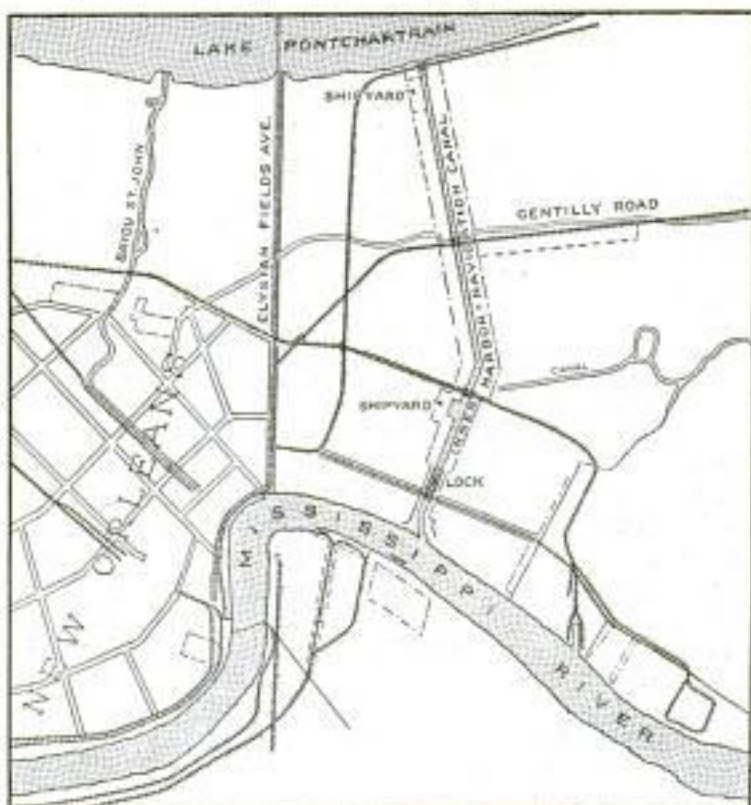 LAKE PONTCHARTRAIN
SHIPYARD
BAYOU ST. JOHN
ELYSIAN FIELDS AVE.
INNER HARBOR-NAVIGATION CANAL
GENTILLY ROAD
CANAL
SHIPYARD
LOCK
NEW ORLEANS
MISSISSIPPI RIVER